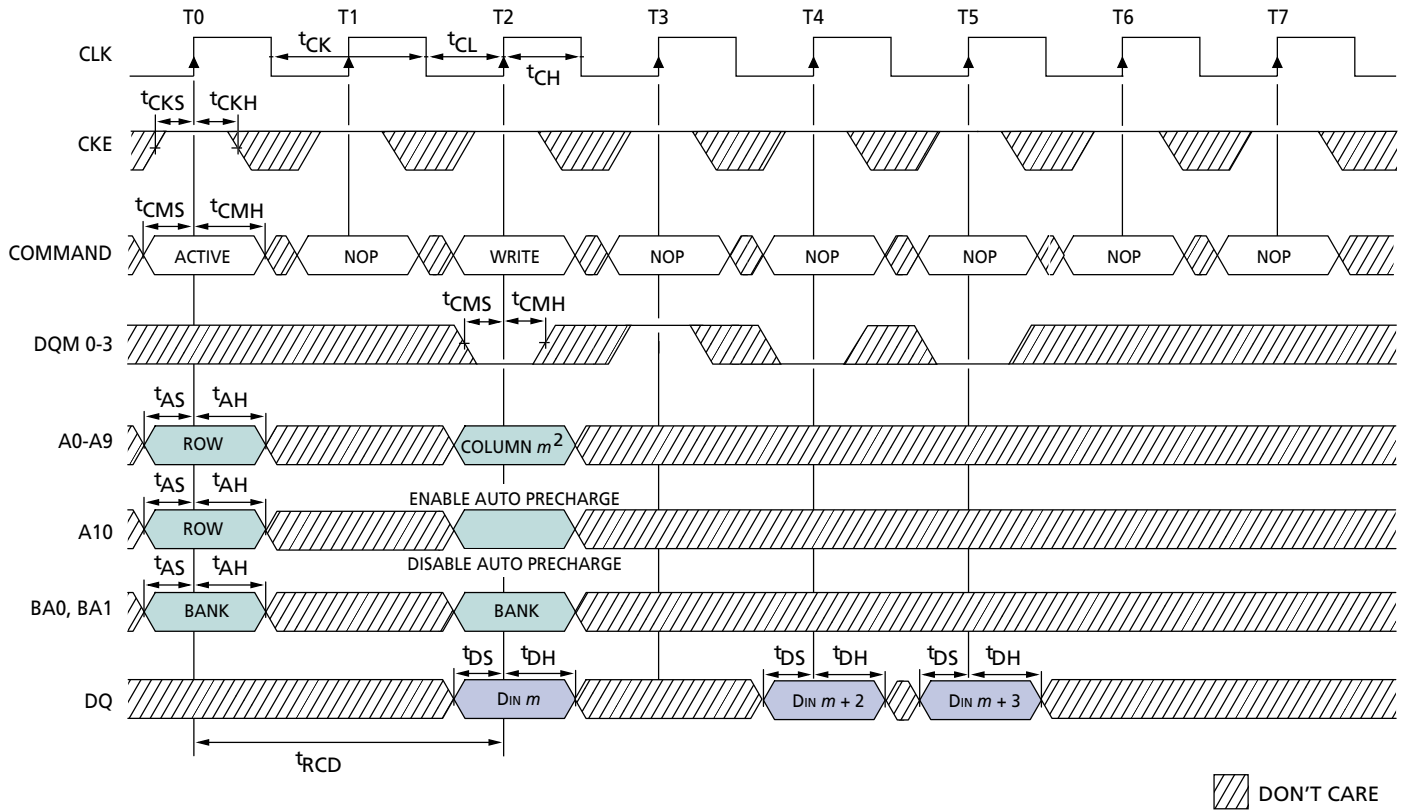 T0 T1 T2 T3 T4 T5 T6 T7
CLK
tCK tCL
tCH
tCKS tCKH
CKE
tCMS tCMH
COMMAND ACTIVE NOP WRITE NOP NOP NOP NOP NOP
tCMS tCMH
DQM 0-3
tAS tAH
A0-A9 ROW COLUMN m2
tAS tAH ENABLE AUTO PRECHARGE
A10 ROW
tAS tAH DISABLE AUTO PRECHARGE
BA0, BA1 BANK BANK
tDS tDH tDS tDH tDS tDH
DQ DIN m DIN m + 2 DIN m + 3
tRCD
DON'T CARE